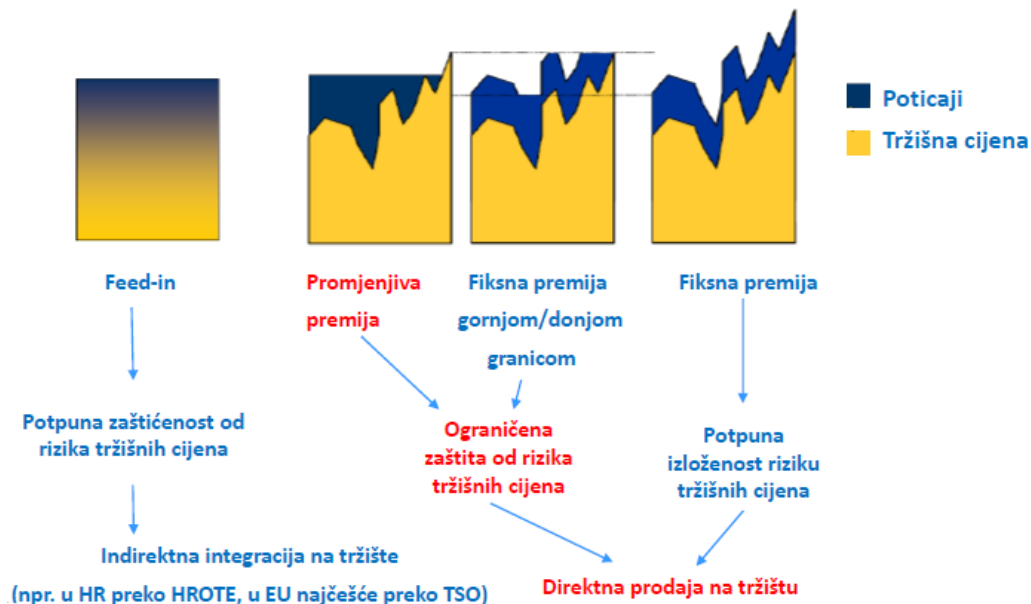 Poticaji
Tržišna cijena
Feed-in
Promjenjiva
premija
Fiksna premija
gornjom/donjom
granicom
Fiksna premija
Potpuna zaštićenost od
rizika tržišnih cijena
Ograničena
zaštita od rizika
tržišnih cijena
Potpuna
izloženost riziku
tržišnih cijena
Indirektna integracija na tržište
(npr. u HR preko HROTE, u EU najčešće preko TSO)
Direktna prodaja na tržištu